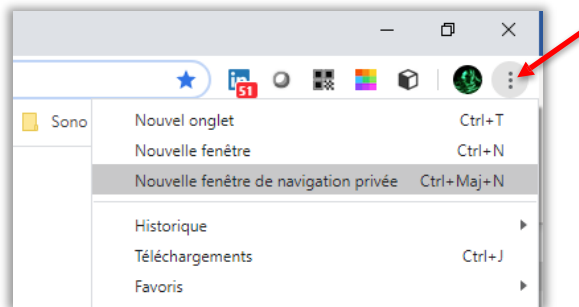 in
51
Sono
Nouvel onglet Ctrl+T
Nouvelle fenêtre Ctrl+N
Nouvelle fenêtre de navigation privée Ctrl+Maj+N
Historique
Téléchargements Ctrl+J
Favoris